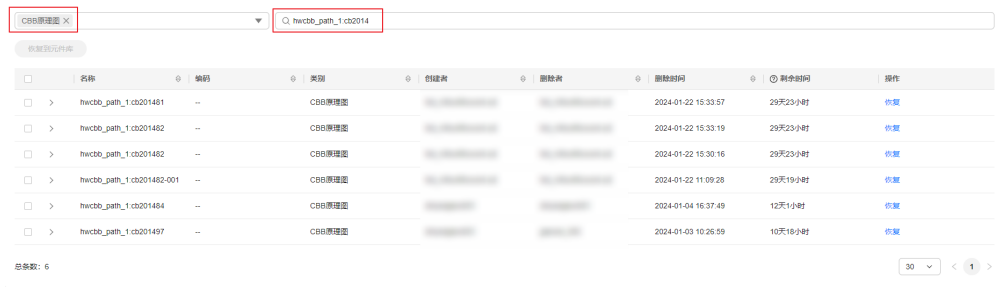 CBB原理图 ×
hwcbb_path_1:cb2014
恢复到元件库
名称 编码 类别 创建者 删除者 删除时间 剩余时间 操作
hwcbb_path_1:cb201481 -- CBB原理图 2024-01-22 15:33:57 29天23小时 恢复
hwcbb_path_1:cb201482 -- CBB原理图 2024-01-22 15:33:19 29天23小时 恢复
hwcbb_path_1:cb201482 -- CBB原理图 2024-01-22 15:30:16 29天23小时 恢复
hwcbb_path_1:cb201482-001 -- CBB原理图 2024-01-22 11:09:28 29天19小时 恢复
hwcbb_path_1:cb201484 -- CBB原理图 2024-01-04 16:37:49 12天1小时 恢复
hwcbb_path_1:cb201497 -- CBB原理图 2024-01-03 10:26:59 10天18小时 恢复
总条数：6 30 < 1 >